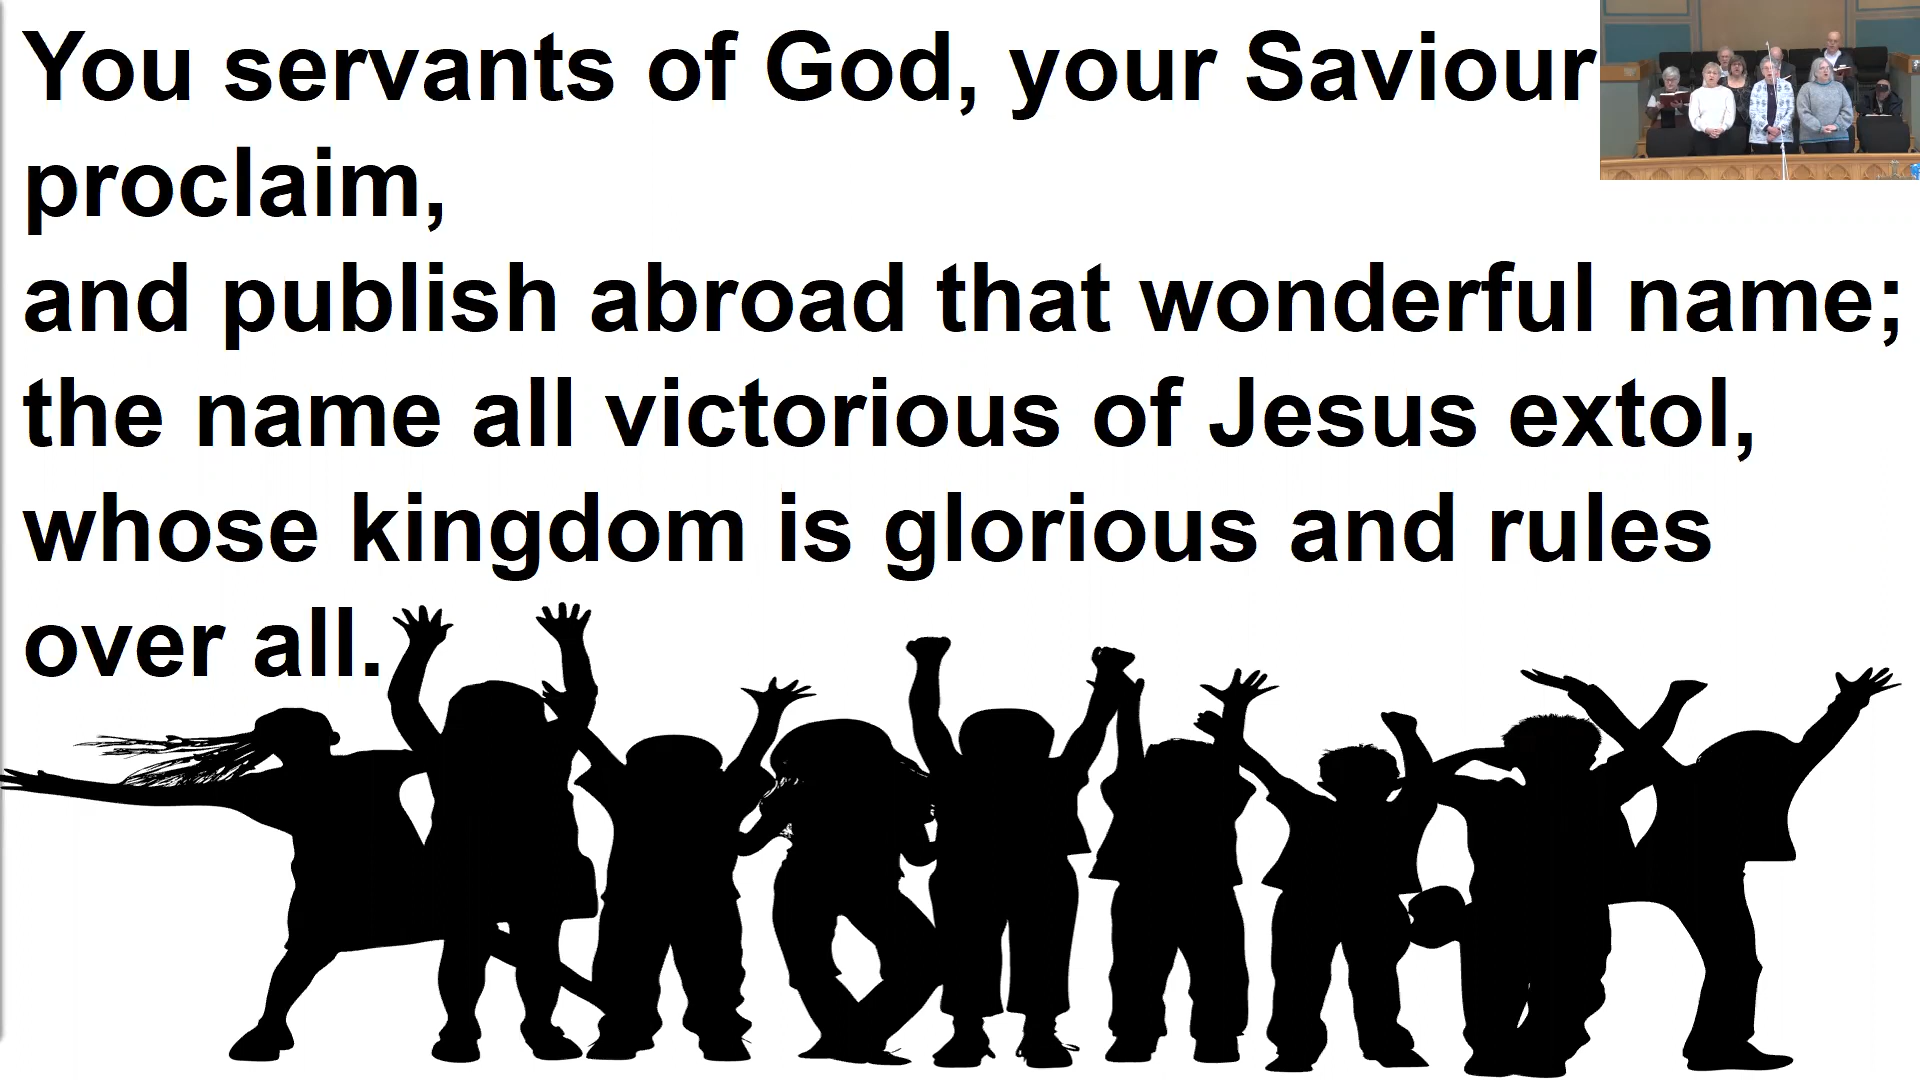 You servants of God, your Saviour
proclaim,
and publish abroad that wonderful name;
the name all victorious of Jesus extol,
whose kingdom is glorious and rules
over all.